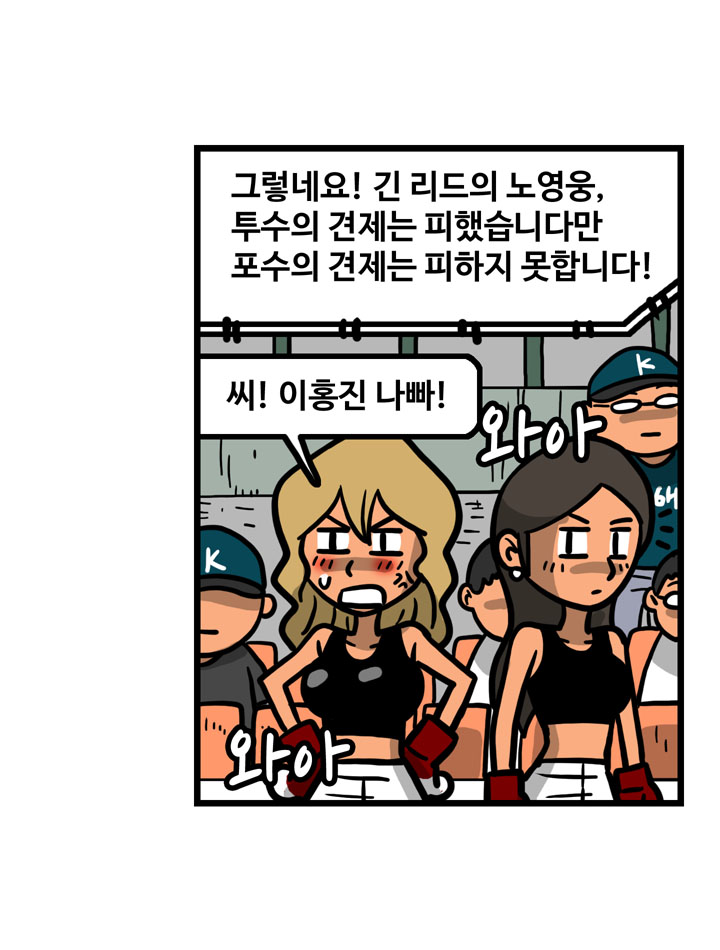 그렇네요! 긴 리드의 노영웅,
투수의 견제는 피했습니다만
포수의 견제는 피하지 못합니다!
씨! 이홍진 나빠!
와아
K
64
K
와아